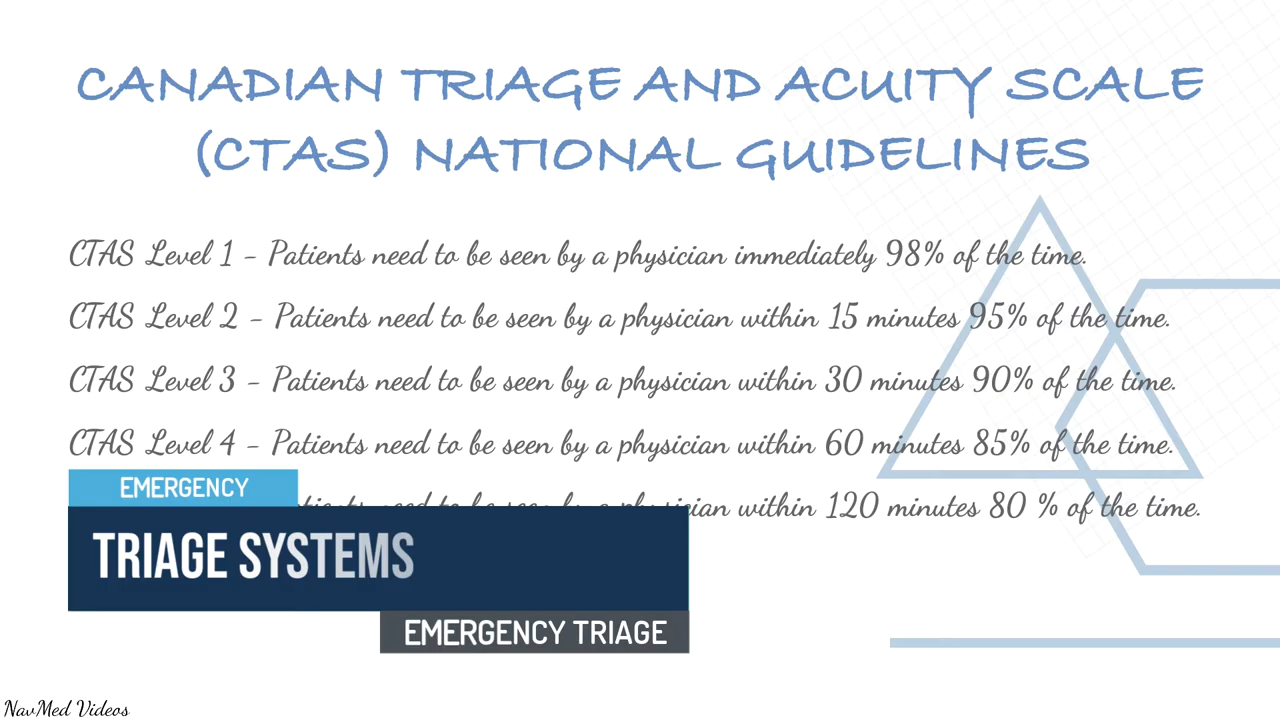 CANADIAN TRIAGE AND ACUITY SCALE
(CTAS) NATIONAL GUIDELINES
CTAS Level 1 - Patients need to be seen by a physician immediately 98% of the time.
CTAS Level 2 - Patients need to be seen by a physician within 15 minutes 95% of the time.
CTAS Level 3 - Patients need to be seen by a physician within 30 minutes 90% of the time.
CTAS Level 4 - Patients need to be seen by a physician within 60 minutes 85% of the time.
EMERGENCY
within 120 minutes 80 % of the time.
TRIAGE SYSTEMS
EMERGENCY TRIAGE
NavMed Videos